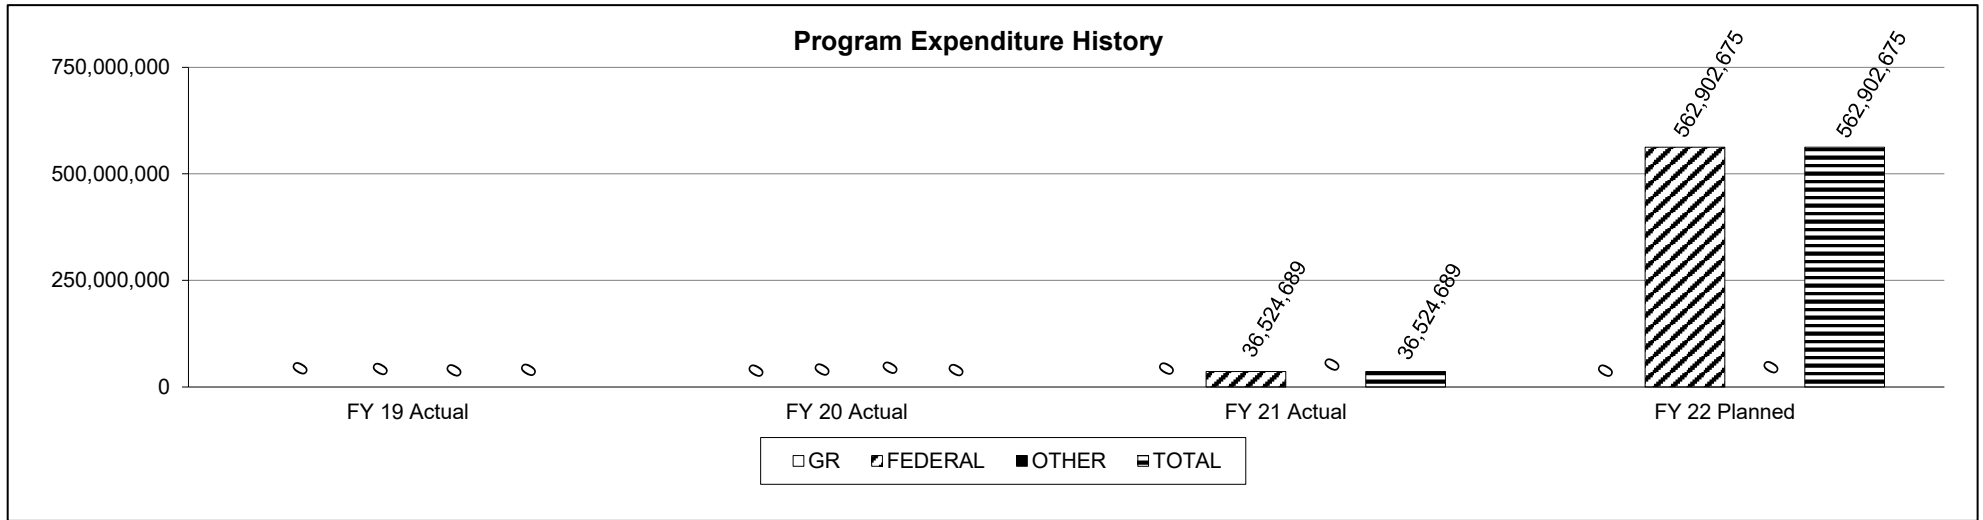 Program Expenditure History
750,000,000
500,000,000
250,000,000
0
0 0 0 0
0 0 0 0
0 36,524,689 0 36,524,689
0 562,902,675 0 562,902,675
FY 19 Actual FY 20 Actual FY 21 Actual FY 22 Planned
GR FEDERAL OTHER TOTAL